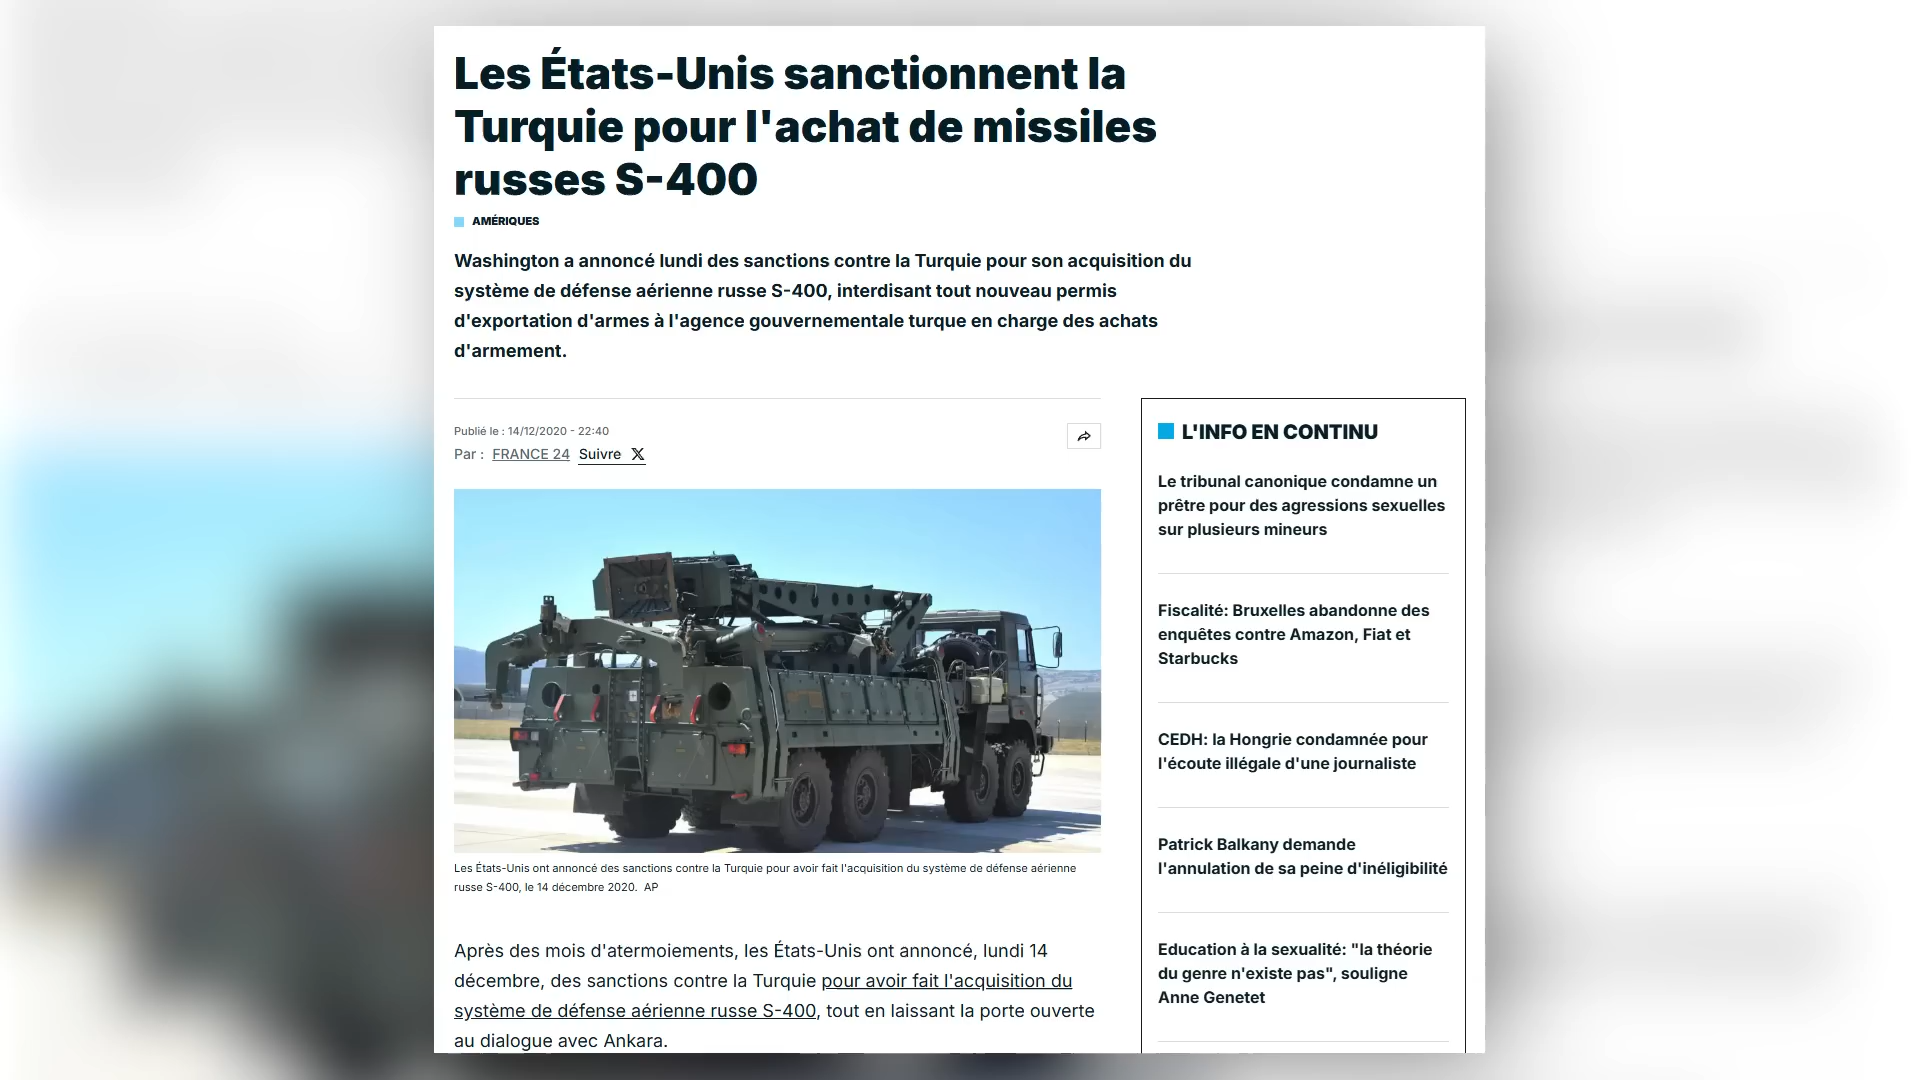 Les États-Unis sanctionnent la
Turquie pour l'achat de missiles
russes S-400
AMÉRIQUES
Washington a annoncé lundi des sanctions contre la Turquie pour son acquisition du
système de défense aérienne russe S-400, interdisant tout nouveau permis
d'exportation d'armes à l'agence gouvernementale turque en charge des achats
d'armement.
Publié le : 14/12/2020 - 22:40
Par : FRANCE 24 Suivre X
Les États-Unis ont annoncé des sanctions contre la Turquie pour avoir fait l'acquisition du système de défense aérienne
russe S-400, le 14 décembre 2020. AP
Après des mois d'atermoiements, les États-Unis ont annoncé, lundi 14
décembre, des sanctions contre la Turquie pour avoir fait l'acquisition du
système de défense aérienne russe S-400, tout en laissant la porte ouverte
au dialogue avec Ankara.
L'INFO EN CONTINU
Le tribunal canonique condamne un
prêtre pour des agressions sexuelles
sur plusieurs mineurs
Fiscalité: Bruxelles abandonne des
enquêtes contre Amazon, Fiat et
Starbucks
CEDH: la Hongrie condamnée pour
l'écoute illégale d'une journaliste
Patrick Balkany demande
l'annulation de sa peine d'inéligibilité
Education à la sexualité: "la théorie
du genre n'existe pas", souligne
Anne Genetet